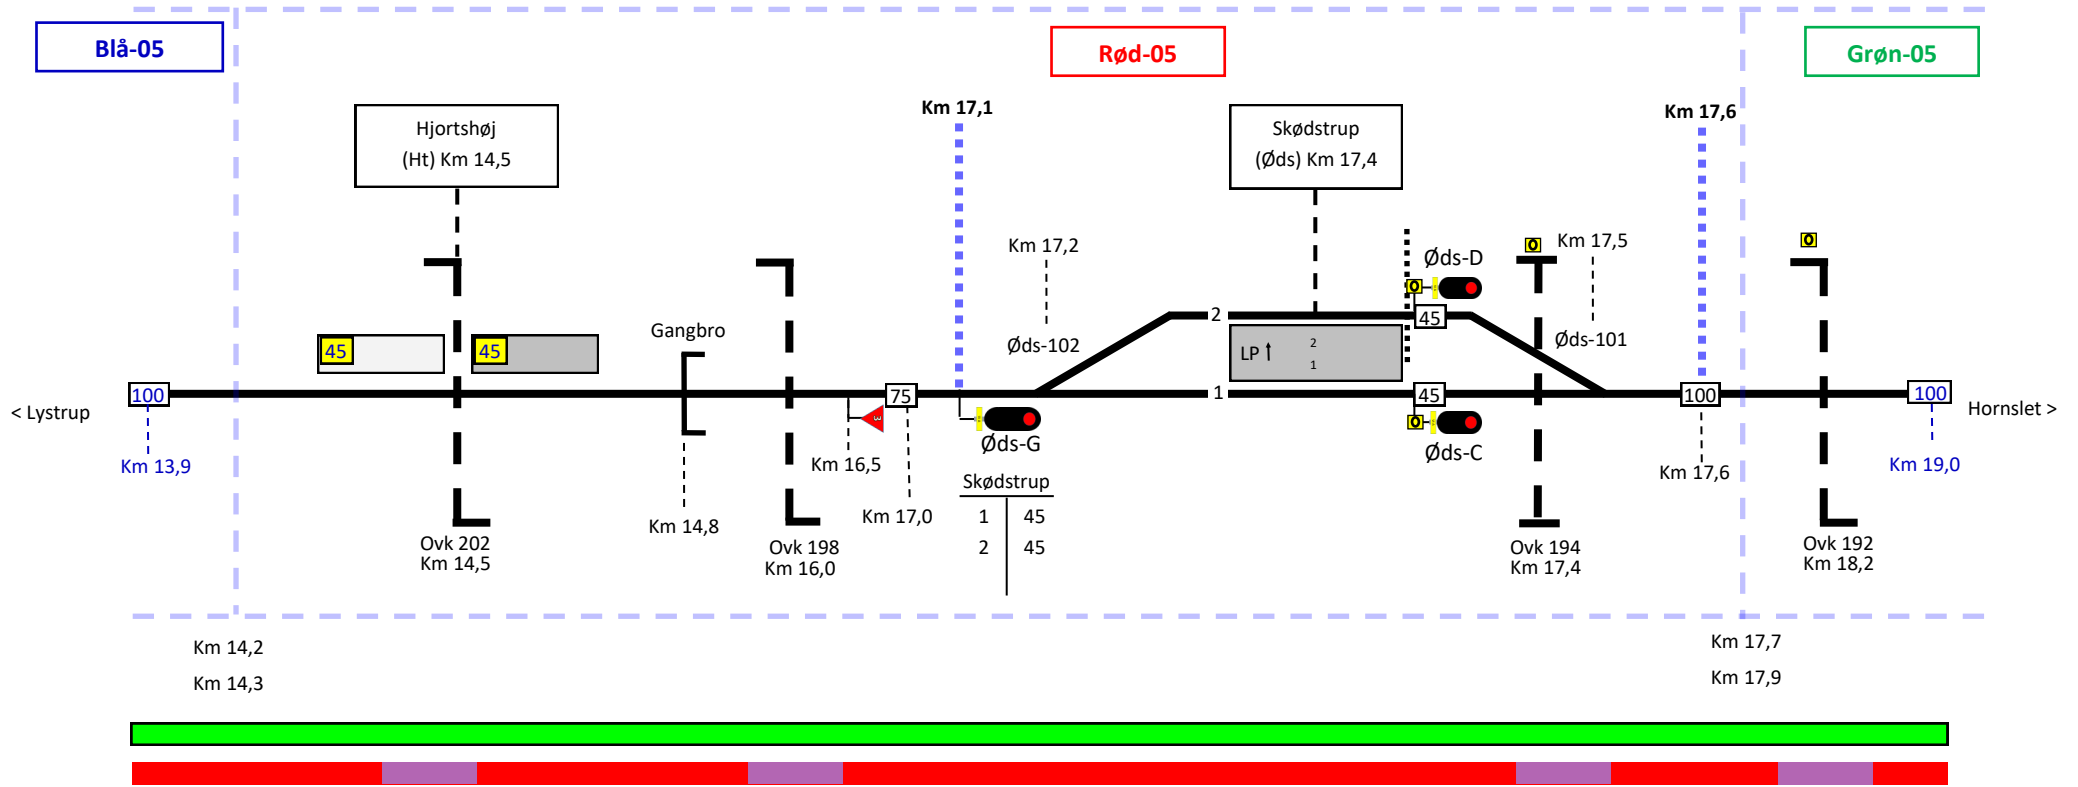 Blå-05
Rød-05
Grøn-05
Km 17,1
Km 17,6
Hjortshøj
(Ht) Km 14,5
Skødstrup
(Øds) Km 17,4
Km 17,2
Km 17,5
Øds-D
2
45
Øds-102
Øds-101
Gangbro
45
45
LP
2
1
100
75
1
45
100
100
< Lystrup
Hornslet >
3
Øds-G
Øds-C
Km 13,9
Km 16,5
Km 17,6
Km 19,0
Skødstrup
Km 14,8
Km 17,0
1 45
2 45
Ovk 202
Km 14,5
Ovk 198
Km 16,0
Ovk 194
Km 17,4
Ovk 192
Km 18,2
Km 14,2
Km 14,3
Km 17,7
Km 17,9